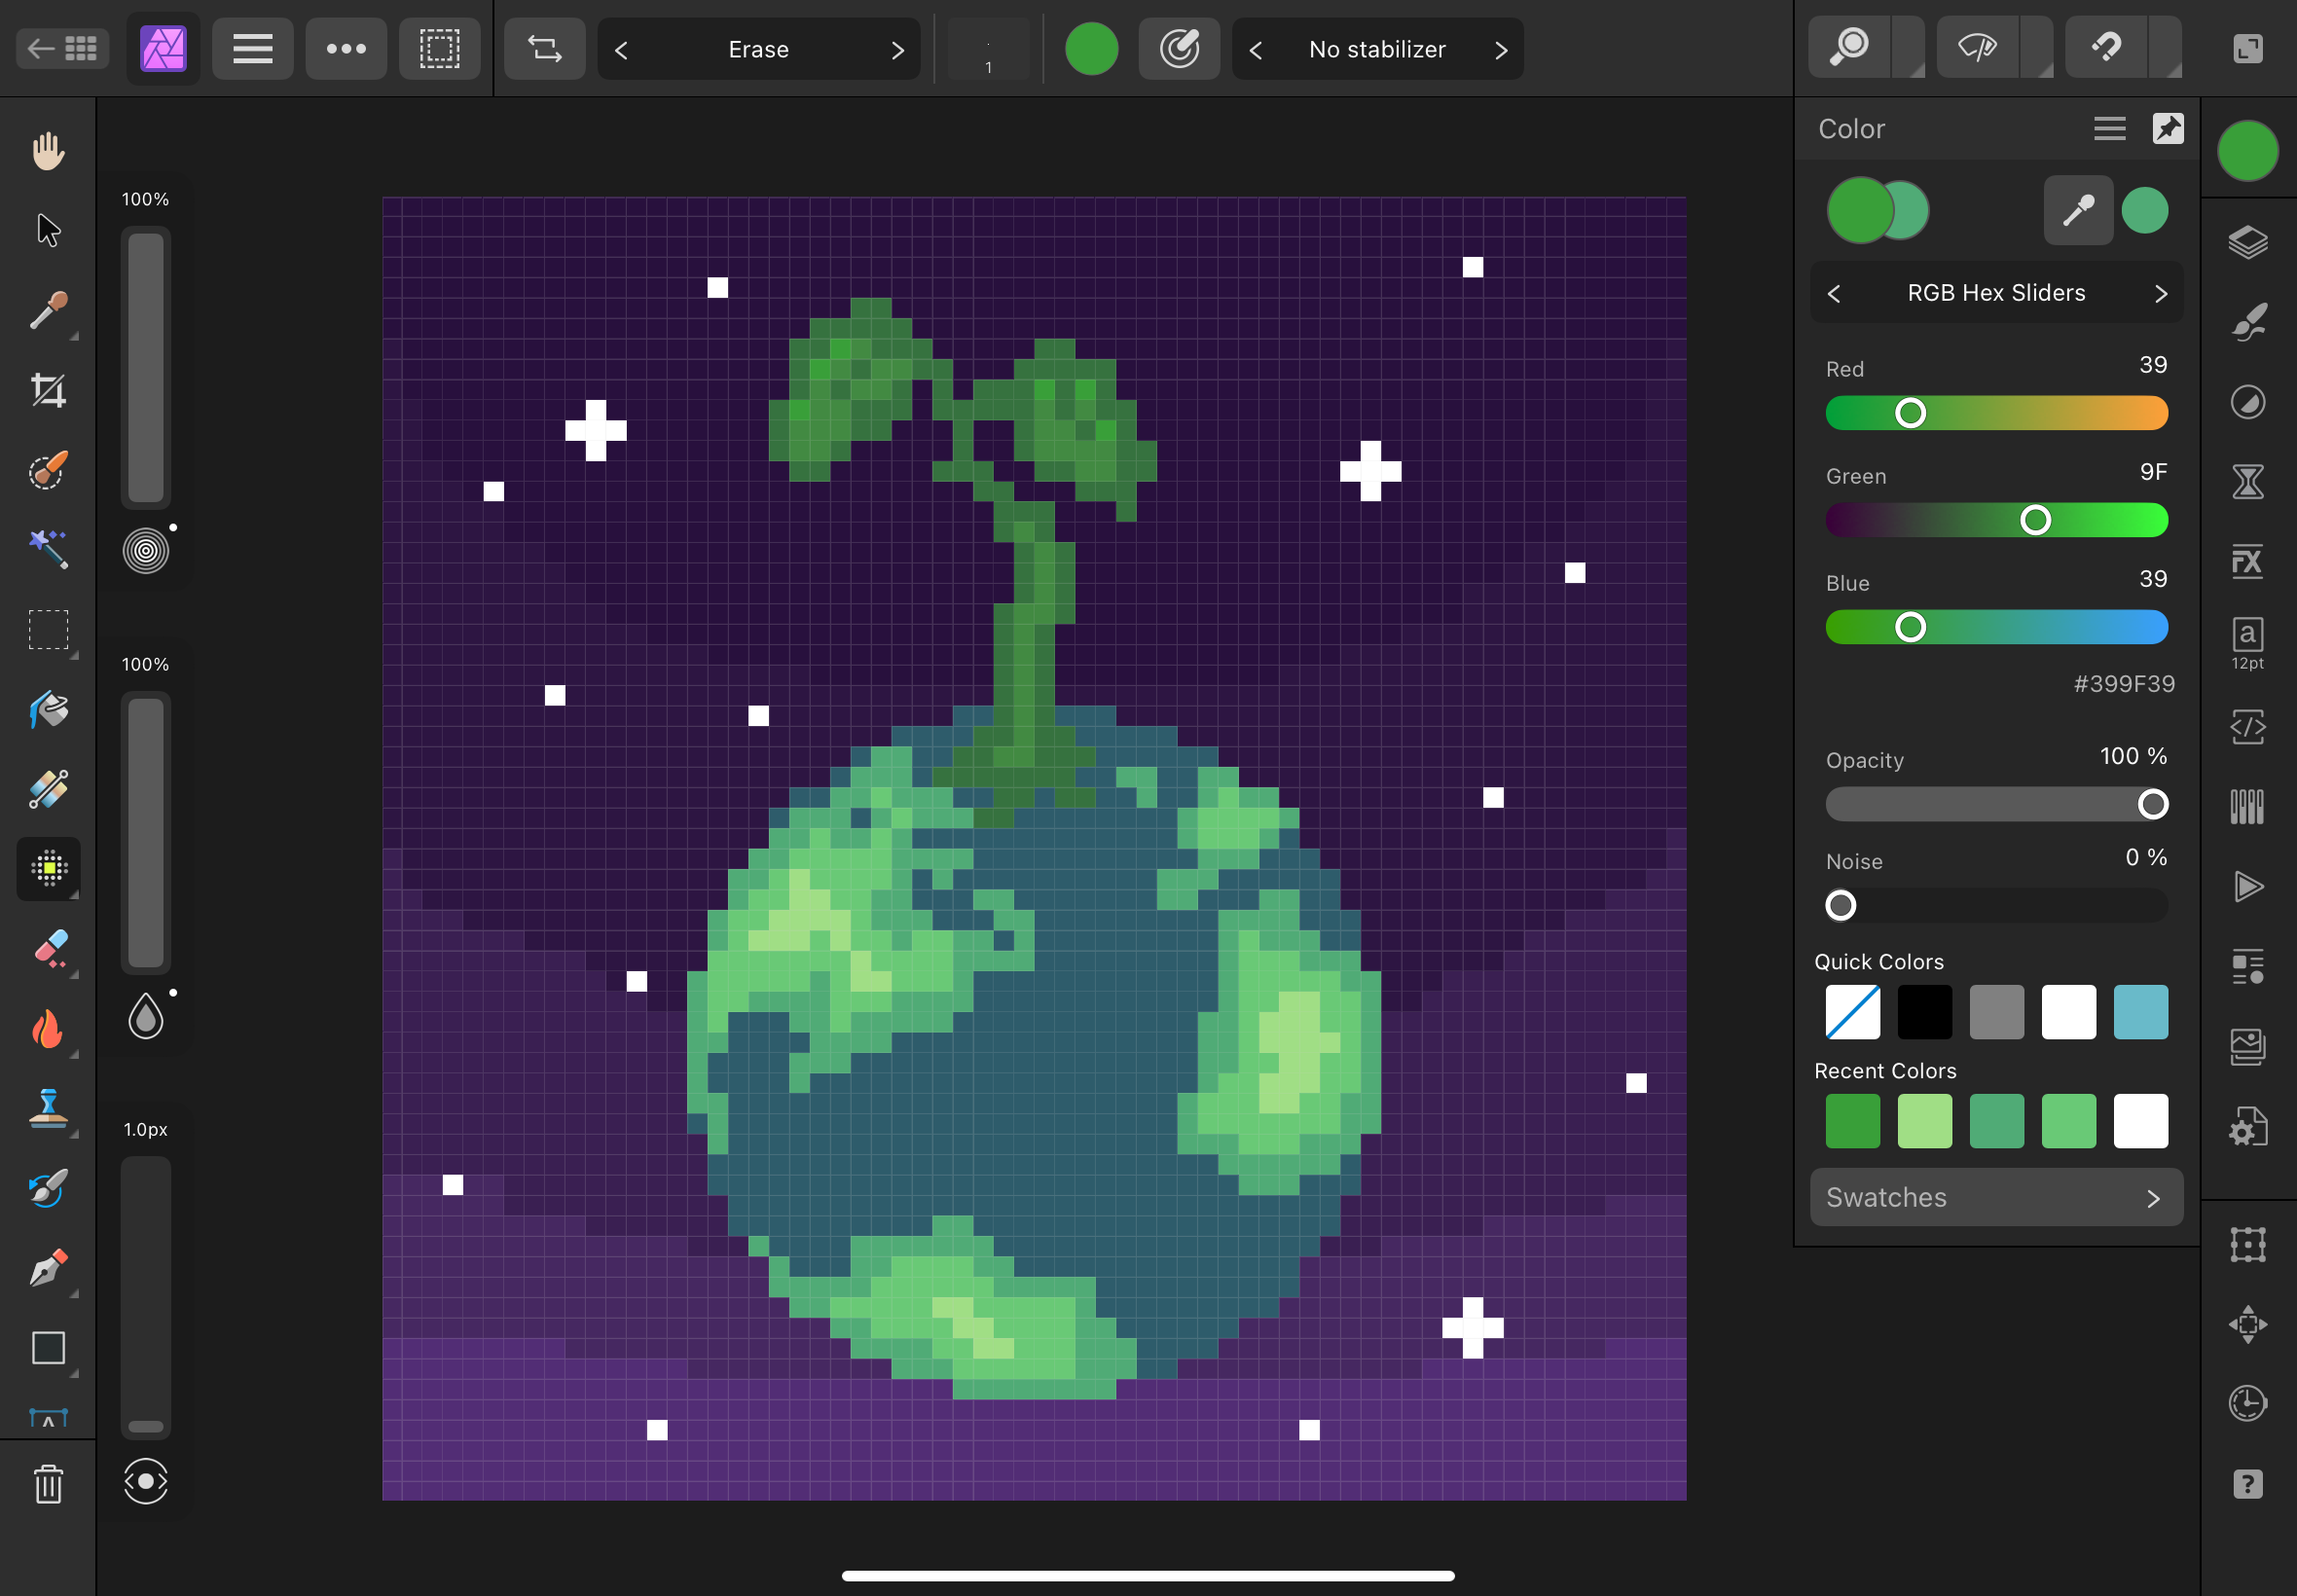 Erase
1
No stabilizer
Color
100%
RGB Hex Sliders
Red
39
Green
9F
Blue
39
#399F39
FX
a
12pt
100%
Opacity
100 %
Noise
0 %
Quick Colors
Recent Colors
1.0px
Swatches
A
?